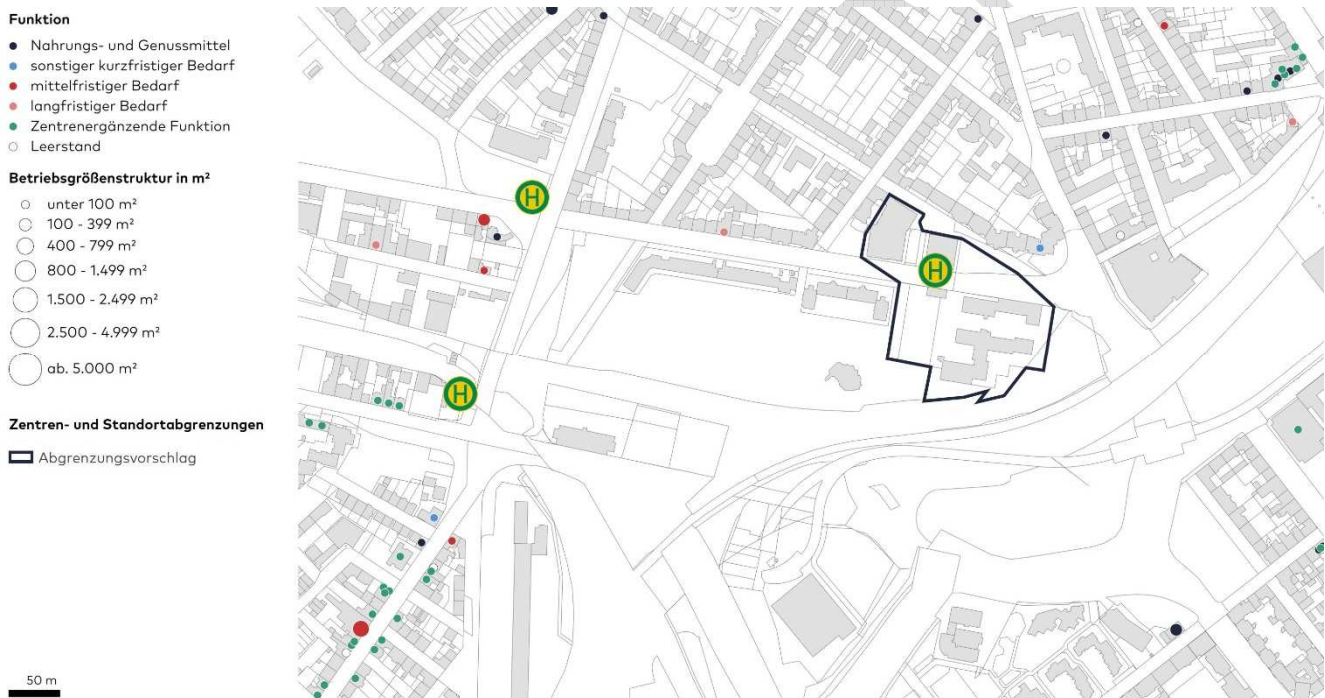 Funktion
Nahrungs- und Genussmittel
sonstiger kurzfristiger Bedarf
mittelfristiger Bedarf
langfristiger Bedarf
Zentrenergänzende Funktion
Leerstand
Betriebsgrößenstruktur in m²
unter 100 m²
100 - 399 m²
400 - 799 m²
800 - 1.499 m²
1.500 - 2.499 m²
2.500 - 4.999 m²
ab. 5.000 m²
Zentren- und Standortabgrenzungen
Abgrenzungsvorschlag
50 m
H
H
H